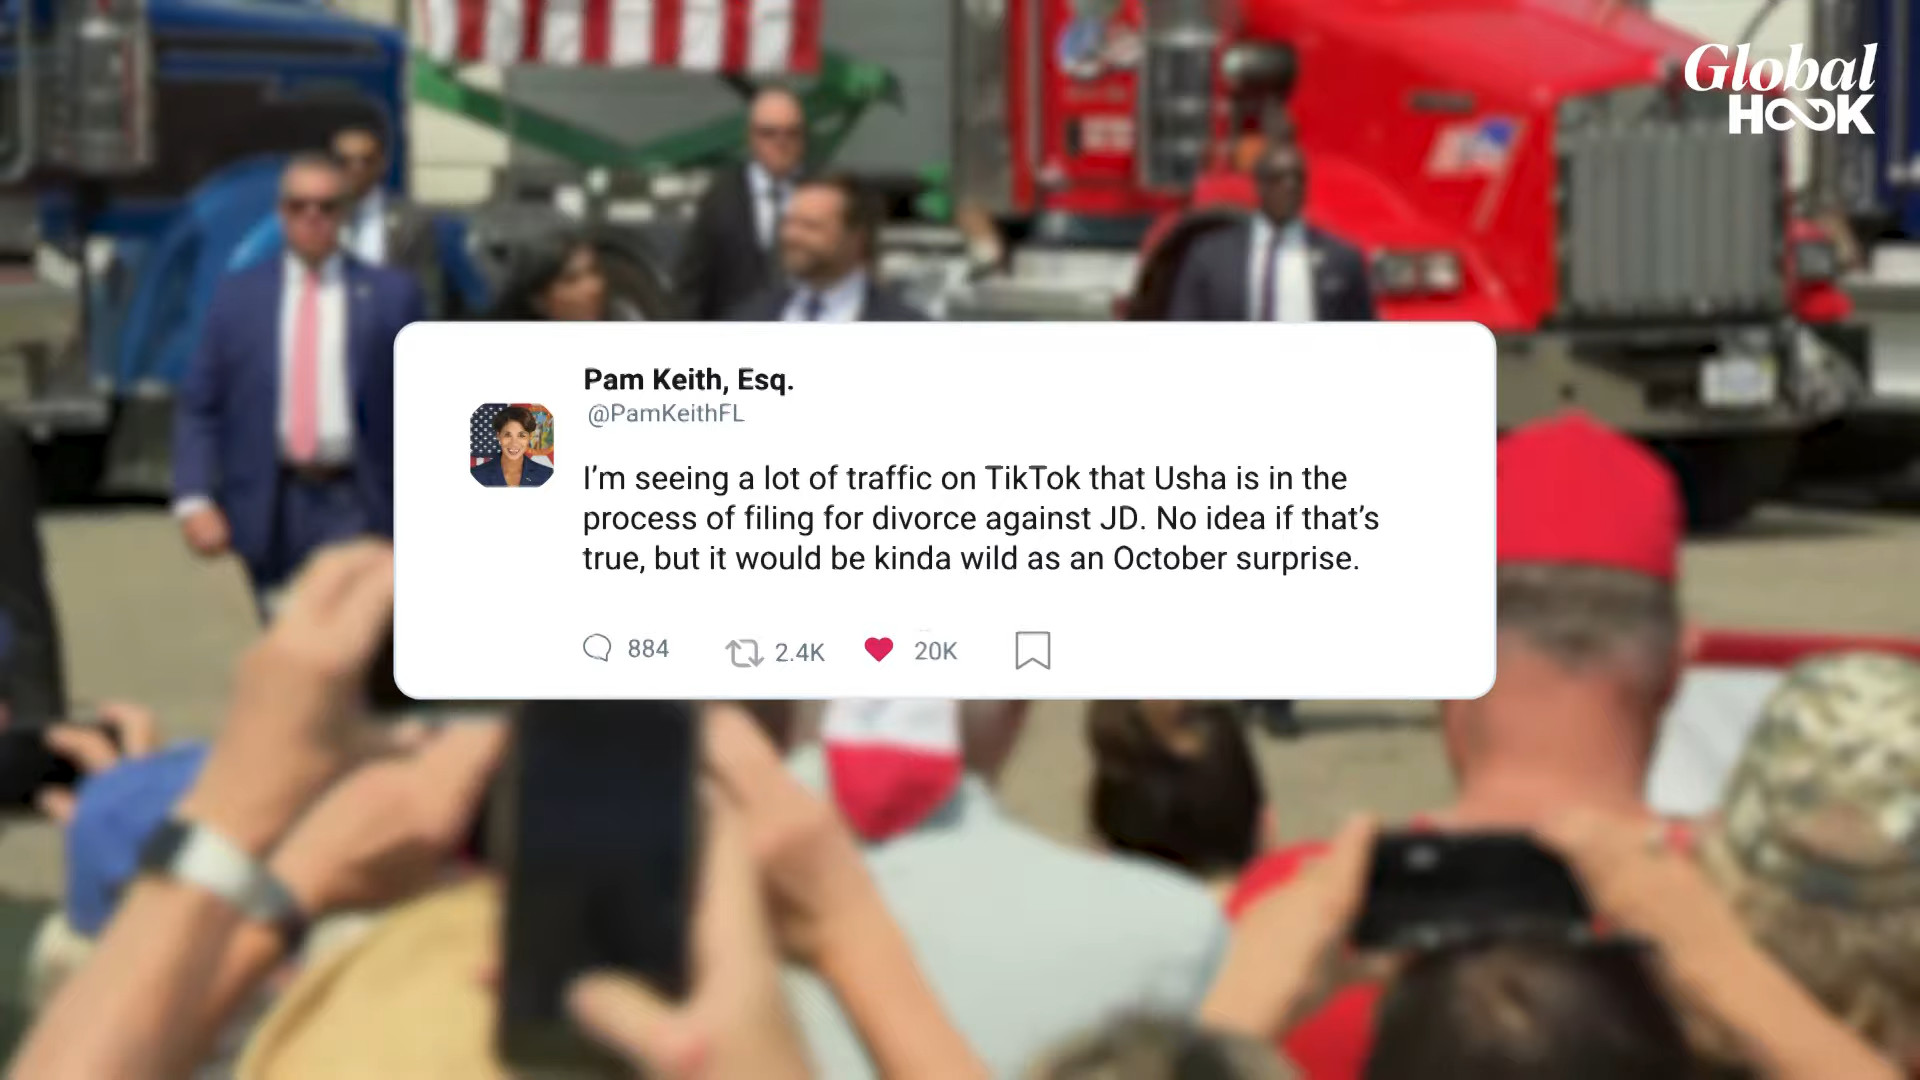 Global
HOOK
Pam Keith, Esq.
@PamKeithFL
I’m seeing a lot of traffic on TikTok that Usha is in the
process of filing for divorce against JD. No idea if that’s
true, but it would be kinda wild as an October surprise.
884 2.4K 20K